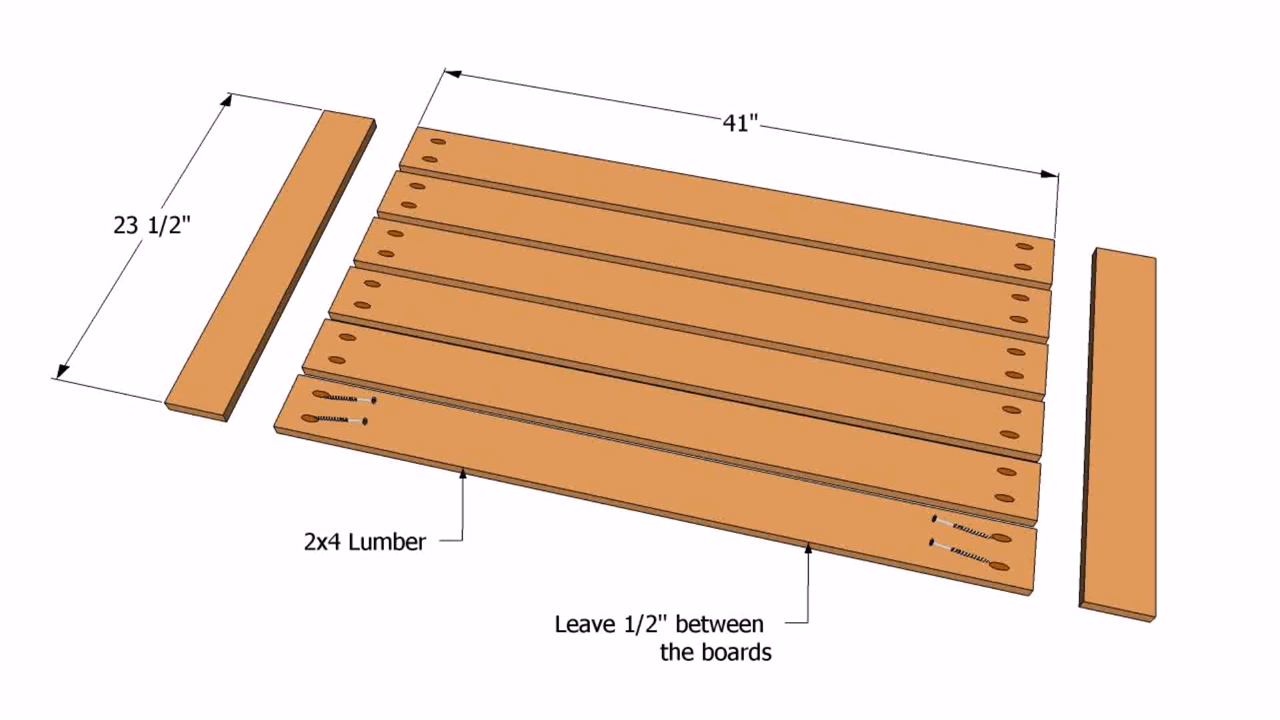 41"
23 1/2"
2x4 Lumber
Leave 1/2" between
the boards